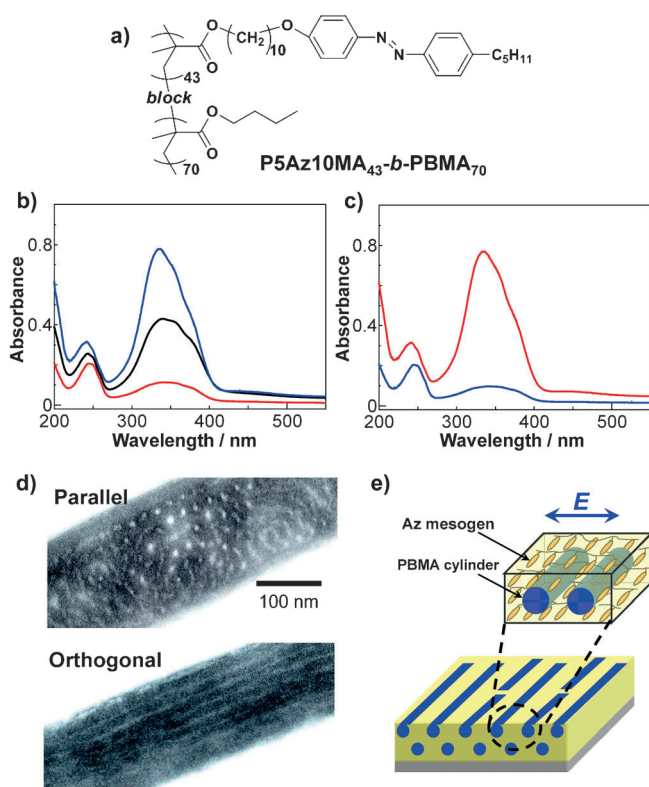 a)
O
(CH₂)
10
O
N
N
C₅H₁₁
O
43
block
O
O
70
P5Az10MA₄₃-b-PBMA₇₀
b)
0.8
0.4
0
Absorbance
200 300 400 500
Wavelength / nm
c)
0.8
0.4
0
Absorbance
200 300 400 500
Wavelength / nm
d)
Parallel
100 nm
Orthogonal
e)
E
Az mesogen
PBMA cylinder